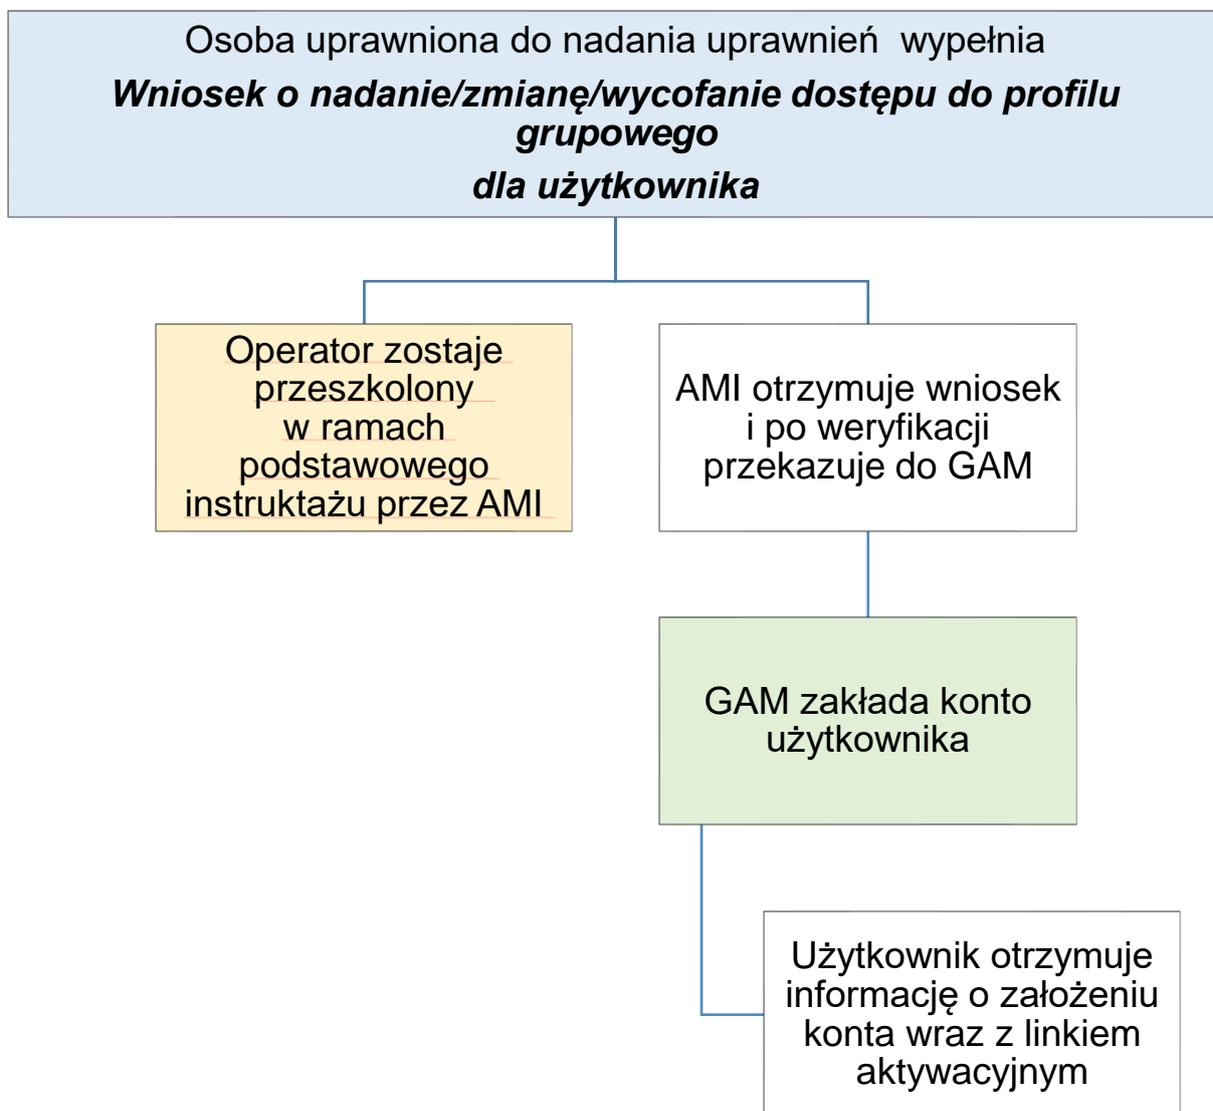 Osoba uprawniona do nadania uprawnień  wypełnia
Wniosek o nadanie/zmianę/wycofanie dostępu do profilu
grupowego
dla użytkownika
Operator zostaje
przeszkolony
w ramach
podstawowego
instruktażu przez AMI
AMI otrzymuje wniosek
i po weryfikacji
przekazuje do GAM
GAM zakłada konto
użytkownika
Użytkownik otrzymuje
informację o założeniu
konta wraz z linkiem
aktywacyjnym